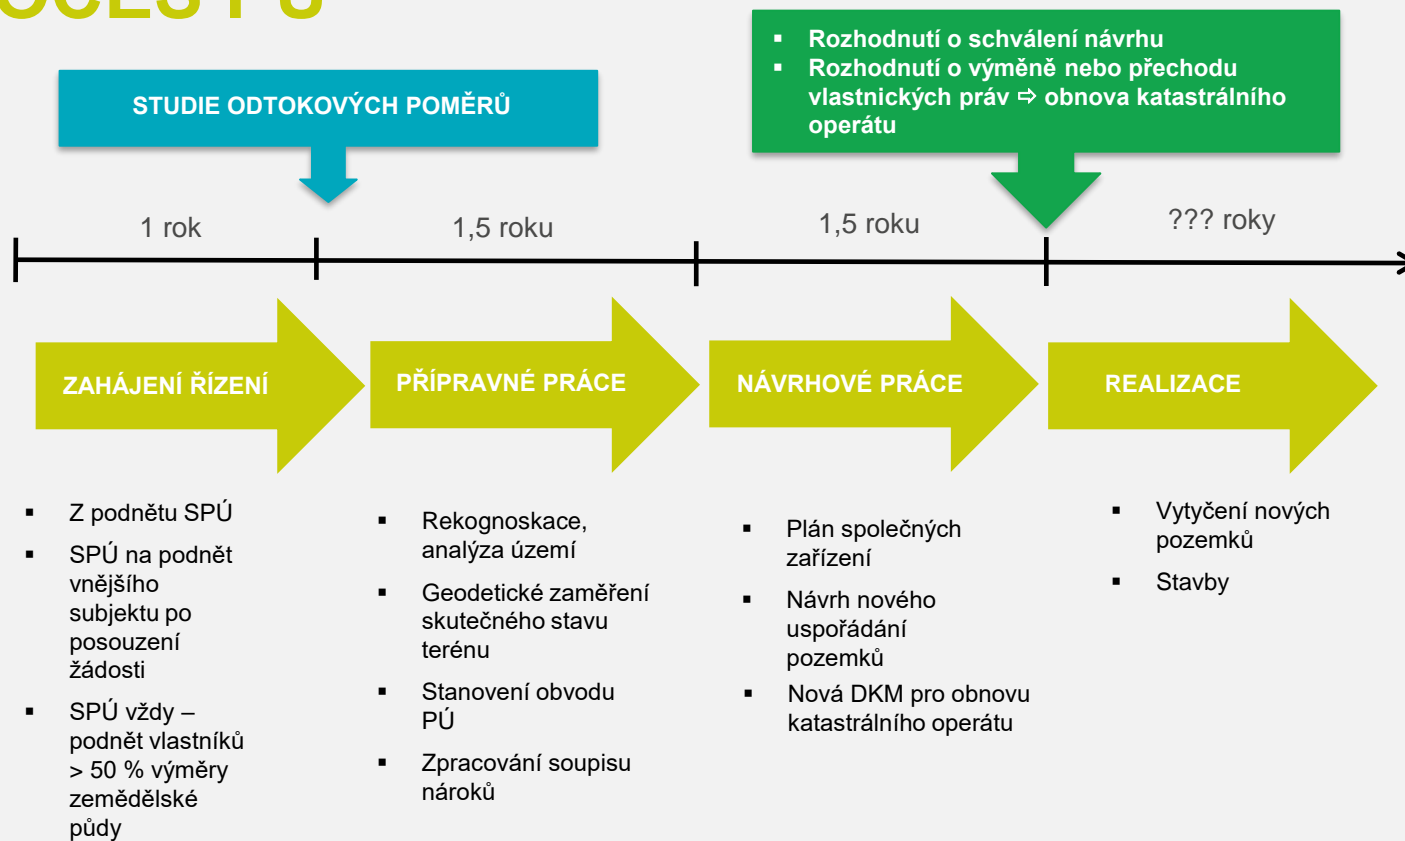 OCES PÚ
STUDIE ODTOKOVÝCH POMĚRŮ
▪ Rozhodnutí o schválení návrhu
▪ Rozhodnutí o výměně nebo přechodu
vlastnických práv ⇨ obnova katastrálního
operátu
1 rok
1,5 roku
1,5 roku
??? roky
ZAHÁJENÍ ŘÍZENÍ
PŘÍPRAVNÉ PRÁCE
NÁVRHOVÉ PRÁCE
REALIZACE
▪ Z podnětu SPÚ
▪ SPÚ na podnět
vnějšího
subjektu po
posouzení
žádosti
▪ SPÚ vždy –
podnět vlastníků
> 50 % výměry
zemědělské
půdy
▪ Rekognoskace,
analýza území
▪ Geodetické zaměření
skutečného stavu
terénu
▪ Stanovení obvodu
PÚ
▪ Zpracování soupisu
nároků
▪ Plán společných
zařízení
▪ Návrh nového
uspořádání
pozemků
▪ Nová DKM pro obnovu
katastrálního operátu
▪ Vytyčení nových
pozemků
▪ Stavby